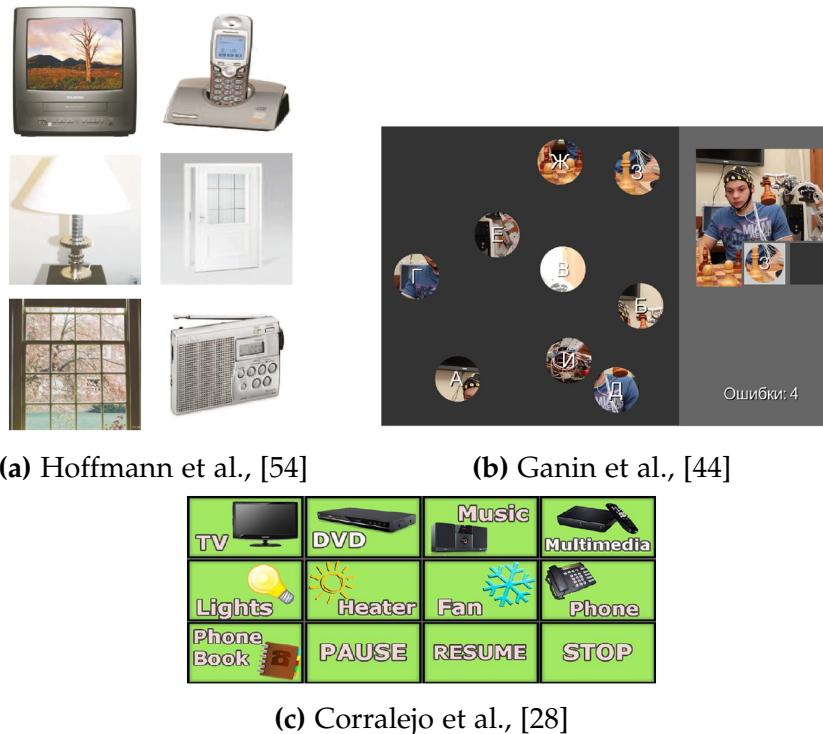 Ж
З
Е
В
Г
Б
З
А
И
Д
Ошибки: 4
(a) Hoffmann et al., [54]
(b) Ganin et al., [44]
TV
DVD
Music
Multimedia
Lights
Heater
Fan
Phone
Phone
Book
PAUSE
RESUME
STOP
(c) Corralejo et al., [28]